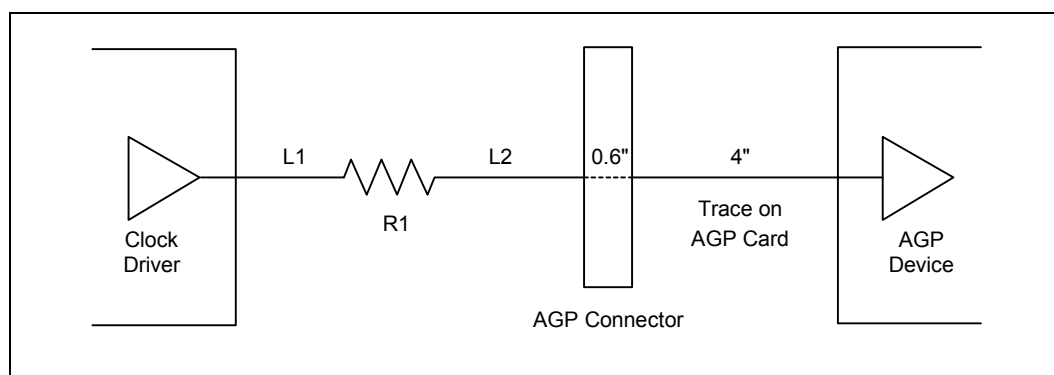 L1
L2
0.6"
4"
R1
Clock
Driver
Trace on
AGP Card
AGP
Device
AGP Connector